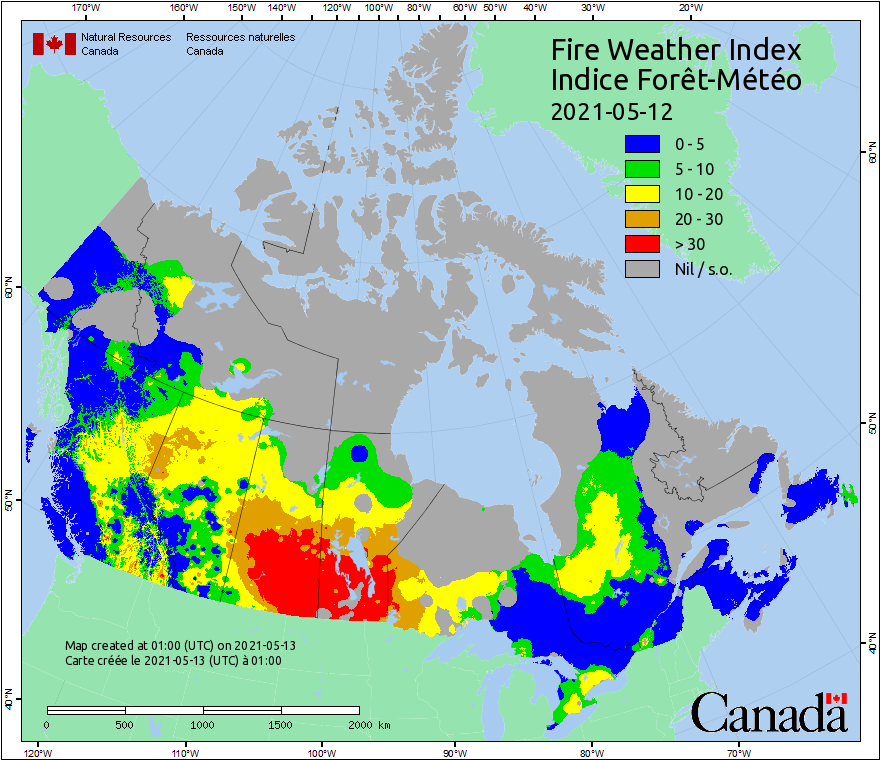 170°W 160°W 150°W 140°W 120°W 100°W 80°W 60°W 50°W 40°W 30°W 20°W
Natural Resources Canada
Ressources naturelles Canada
Fire Weather Index
Indice Forêt-Météo
2021-05-12
0 - 5
5 - 10
10 - 20
20 - 30
> 30
Nil / s.o.
60°N
60°N
50°N
50°N
40°N
40°N
Map created at 01:00 (UTC) on 2021-05-13
Carte créée le 2021-05-13 (UTC) à 01:00
0 500 1000 1500 2000 km
Canada
120°W 110°W 100°W 90°W 80°W 70°W